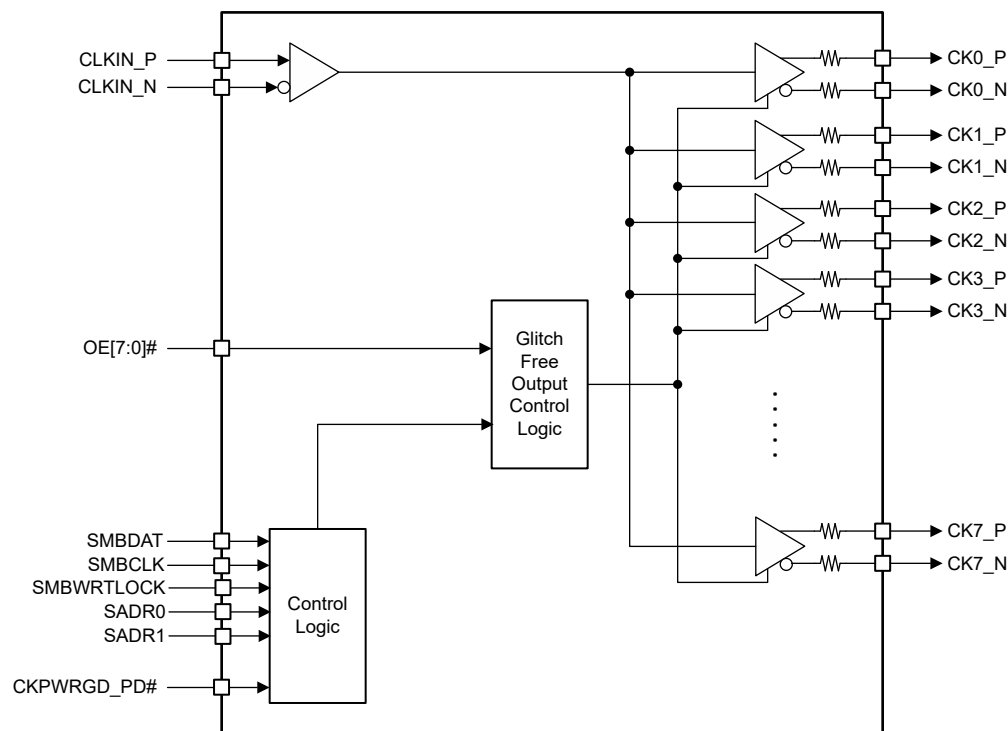 CLKIN_P
CLKIN_N
CK0_P
CK0_N
CK1_P
CK1_N
CK2_P
CK2_N
CK3_P
CK3_N
OE[7:0]#
Glitch
Free
Output
Control
Logic
SMBDAT
SMBCLK
SMBWRTLOCK
SADR0
SADR1
CKPWRGD_PD#
Control
Logic
CK7_P
CK7_N